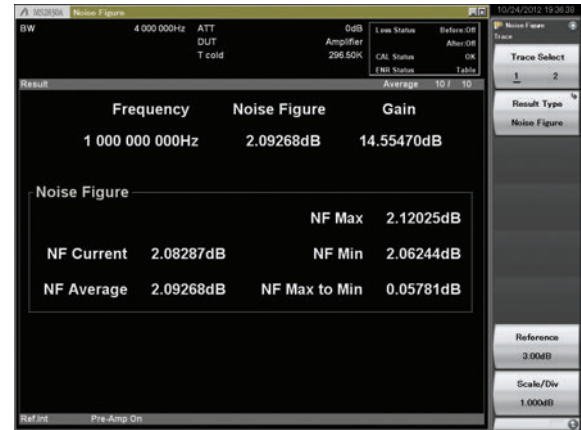 MS2830A Noise Figure
10/24/2012 19:36:38
BW 4 000 000Hz ATT 0dB
DUT Amplifier
T cold 296.50K
Loss Status Before:Off
After:Off
CAL Status OK
ENR Status Table
Result Average 10 / 10
Frequency Noise Figure Gain
1 000 000 000Hz 2.09268dB 14.55470dB
Noise Figure
NF Max 2.12025dB
NF Current 2.08287dB NF Min 2.06244dB
NF Average 2.09268dB NF Max to Min 0.05781dB
Ref.Int Pre-Amp On
Noise Figure
Trace
Trace Select
1 2
Result Type
Noise Figure
Reference
3.00dB
Scale/Div
1.000dB